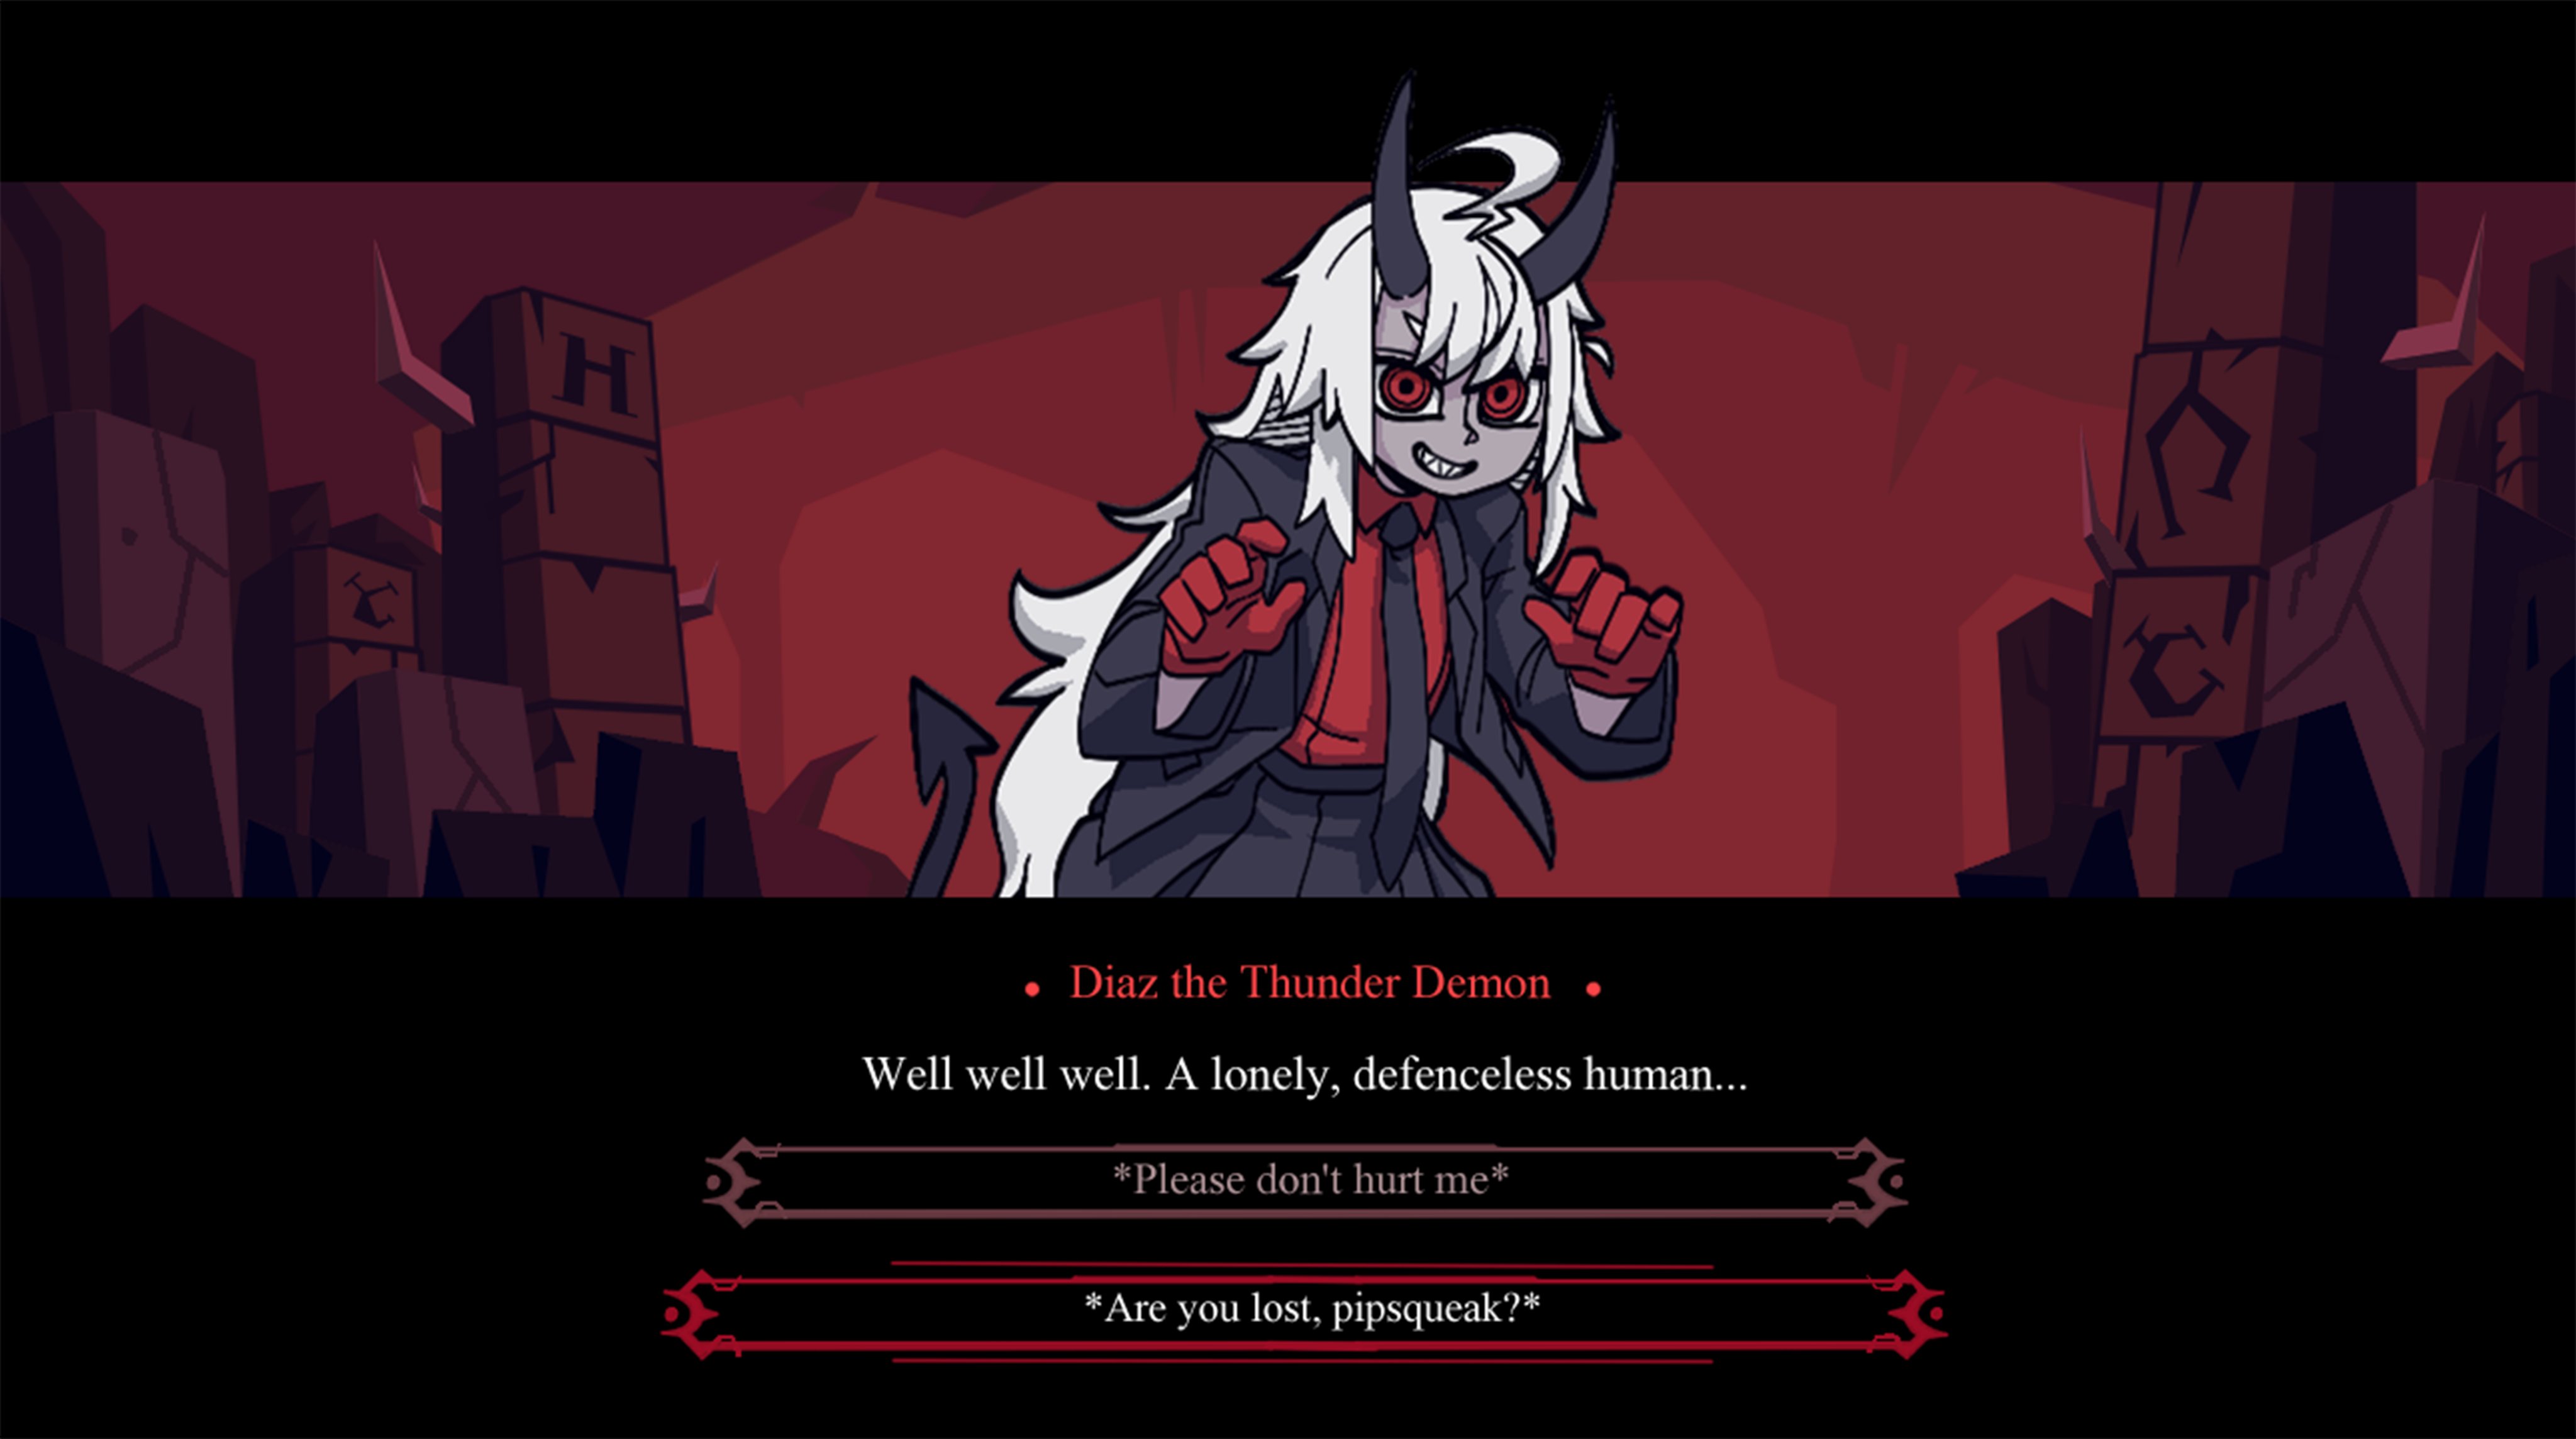 H
Diaz the Thunder Demon
Well well well. A lonely, defenceless human...
*Please don't hurt me*
*Are you lost, pipsqueak?*